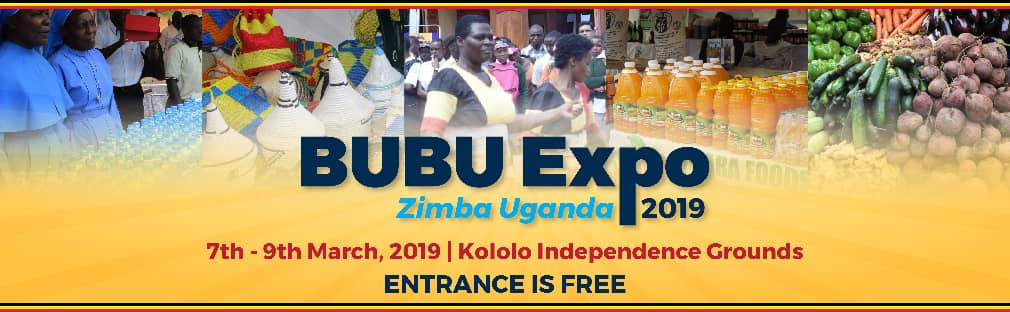 BUBU Expo
Zimba Uganda 2019
7th - 9th March, 2019 | Kololo Independence Grounds
ENTRANCE IS FREE